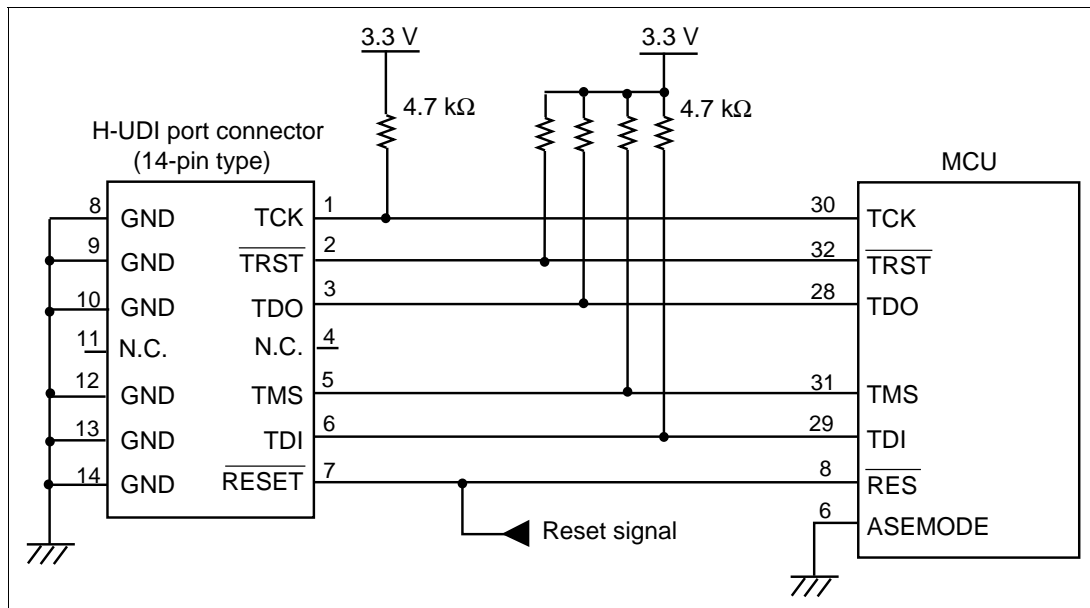 3.3 V
3.3 V
4.7 kΩ
4.7 kΩ
H-UDI port connector
(14-pin type)
MCU
8 GND TCK 1 30 TCK
9 GND TRST 2 32 TRST
10 GND TDO 3 28 TDO
11 N.C. N.C. 4
12 GND TMS 5 31 TMS
13 GND TDI 6 29 TDI
14 GND RESET 7 8 RES
Reset signal
6 ASEMODE